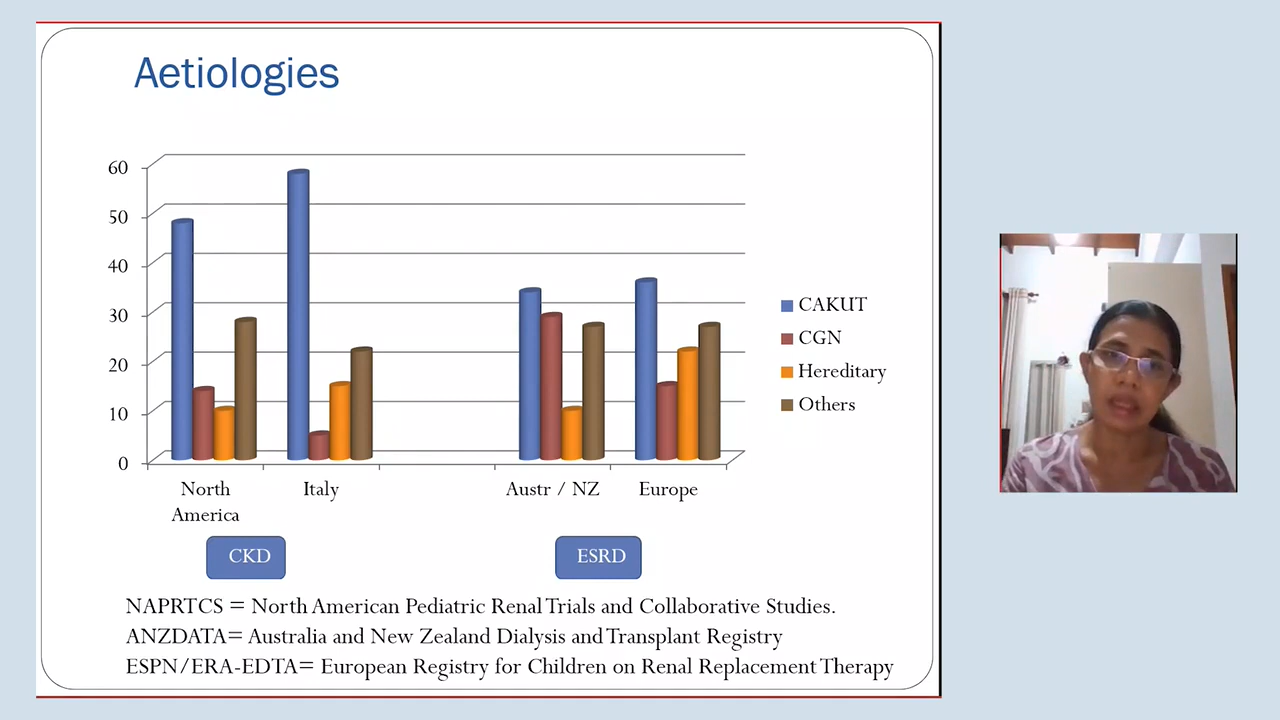 Aetiologies
60
50
40
30
20
10
0
North America
Italy
Austr / NZ
Europe
CAKUT
CGN
Hereditary
Others
CKD
ESRD
NAPRTCS = North American Pediatric Renal Trials and Collaborative Studies.
ANZDATA= Australia and New Zealand Dialysis and Transplant Registry
ESPN/ERA-EDTA= European Registry for Children on Renal Replacement Therapy